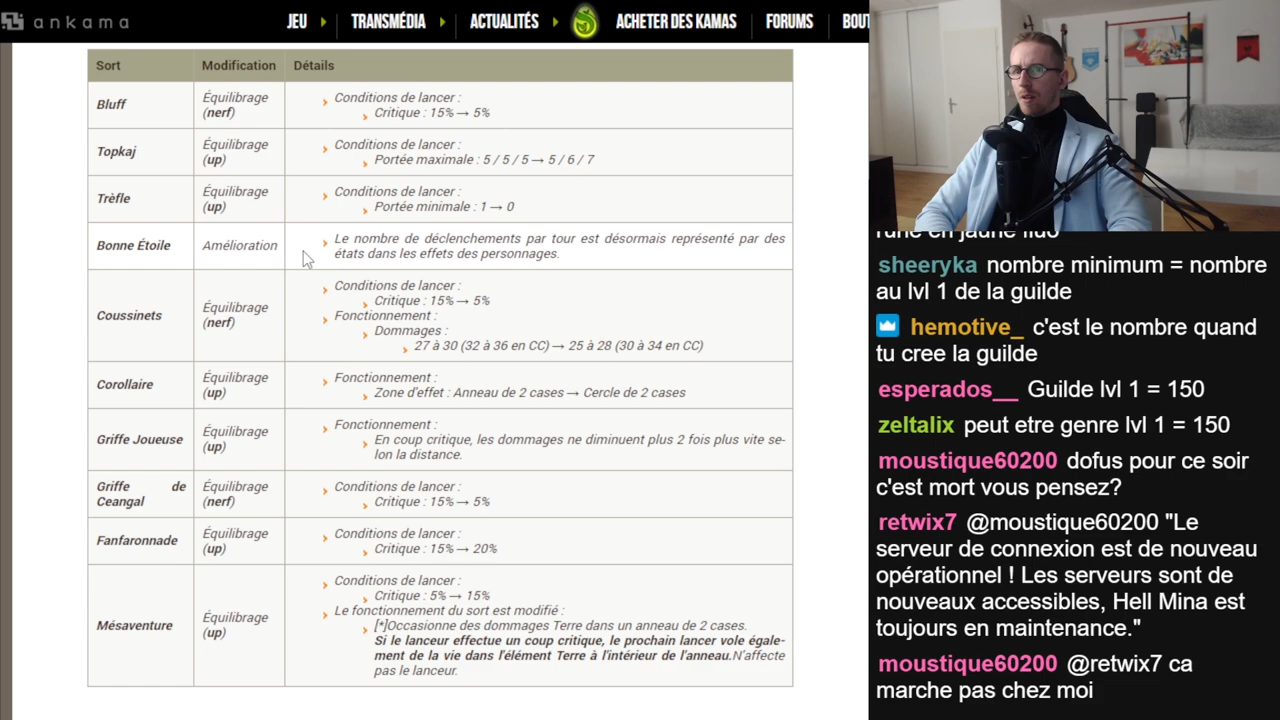 ankama
JEU
TRANSMÉDIA
ACTUALITÉS
ACHETER DES KAMAS
FORUMS
BOUT
Sort Modification Détails
Bluff
Équilibrage
(nerf)
Conditions de lancer :
Critique : 15% → 5%
Topkaj
Équilibrage
(up)
Conditions de lancer :
Portée maximale : 5 / 5 / 5 → 5 / 6 / 7
Trèfle
Équilibrage
(up)
Conditions de lancer :
Portée minimale : 1 → 0
Bonne Étoile
Amélioration
Le nombre de déclenchements par tour est désormais représenté par des
états dans les effets des personnages.
Coussinets
Équilibrage
(nerf)
Conditions de lancer :
Critique : 15% → 5%
Fonctionnement :
Dommages :
27 à 30 (32 à 36 en CC) → 25 à 28 (30 à 34 en CC)
Corollaire
Équilibrage
(up)
Fonctionnement :
Zone d'effet : Anneau de 2 cases → Cercle de 2 cases
Griffe Joueuse
Équilibrage
(up)
Fonctionnement :
En coup critique, les dommages ne diminuent plus 2 fois plus vite se-
lon la distance.
Griffe de
Ceangal
Équilibrage
(nerf)
Conditions de lancer :
Critique : 15% → 5%
Fanfaronnade
Équilibrage
(up)
Conditions de lancer :
Critique : 15% → 20%
Mésaventure
Équilibrage
(up)
Conditions de lancer :
Critique : 5% → 15%
Le fonctionnement du sort est modifié :
[*]Occasionne des dommages Terre dans un anneau de 2 cases.
Si le lanceur effectue un coup critique, le prochain lancer vole égale-
ment de la vie dans l'élément Terre à l'intérieur de l'anneau.N'affecte
pas le lanceur.
rune en jaune fluo
sheeryka nombre minimum = nombre
au lvl 1 de la guilde
hemotive_ c'est le nombre quand
tu cree la guilde
esperados__ Guilde lvl 1 = 150
zeltalix peut etre genre lvl 1 = 150
moustique60200 dofus pour ce soir
c'est mort vous pensez?
retwix7 @moustique60200 "Le
serveur de connexion est de nouveau
opérationnel ! Les serveurs sont de
nouveaux accessibles, Hell Mina est
toujours en maintenance."
moustique60200 @retwix7 ca
marche pas chez moi